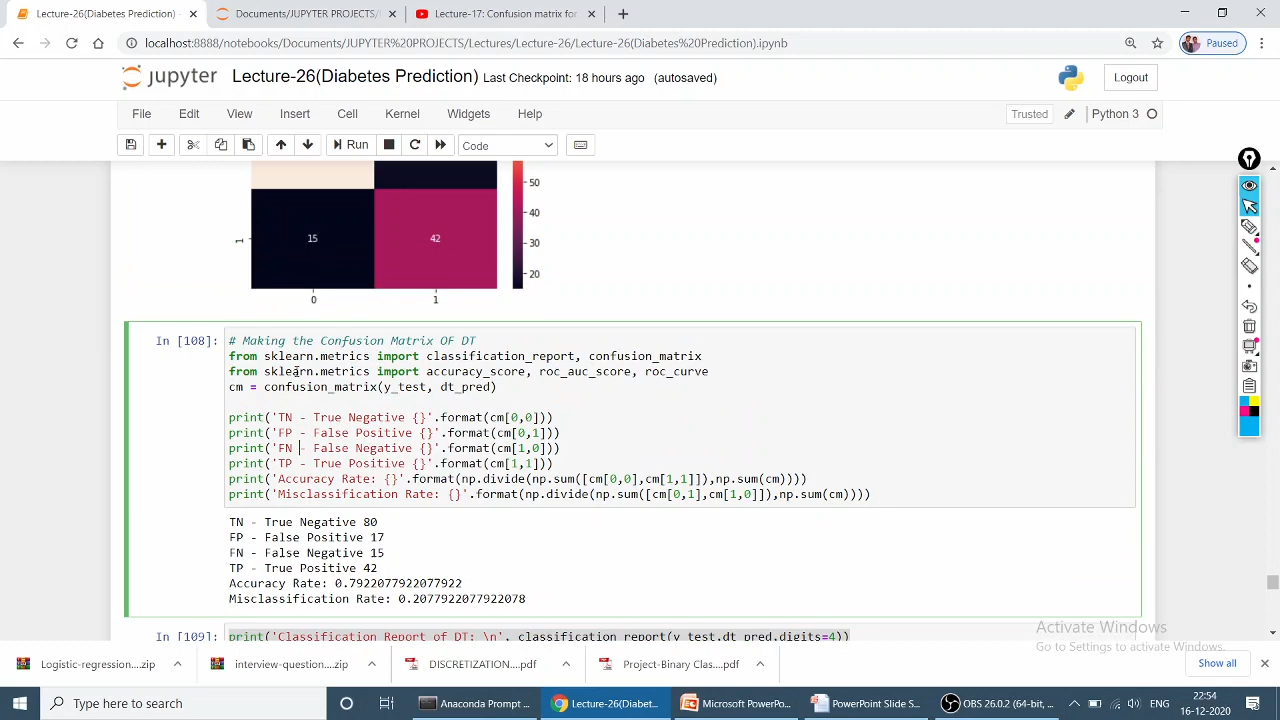 Lecture-26(Diabetes Prediction)
Documents/JUPYTER PROJECTS/
Lecture-17: Confusion matrix for
localhost:8888/notebooks/Documents/JUPYTER%20PROJECTS/Lectures/Lecture-26/Lecture-26(Diabetes%20Prediction).ipynb
Paused
jupyter Lecture-26(Diabetes Prediction) Last Checkpoint: 18 hours ago (autosaved)
Logout
File Edit View Insert Cell Kernel Widgets Help
Trusted Python 3
Run Code
50
40
30
20
1
15 42
0 1
In [108]:
# Making the Confusion Matrix OF DT
from sklearn.metrics import classification_report, confusion_matrix
from sklearn.metrics import accuracy_score, roc_auc_score, roc_curve
cm = confusion_matrix(y_test, dt_pred)
print('TN - True Negative {}'.format(cm[0,0]))
print('FP - False Positive {}'.format(cm[0,1]))
print('FN - False Negative {}'.format(cm[1,0]))
print('TP - True Positive {}'.format(cm[1,1]))
print('Accuracy Rate: {}'.format(np.divide(np.sum([cm[0,0],cm[1,1]]),np.sum(cm))))
print('Misclassification Rate: {}'.format(np.divide(np.sum([cm[0,1],cm[1,0]]),np.sum(cm))))
TN - True Negative 80
FP - False Positive 17
FN - False Negative 15
TP - True Positive 42
Accuracy Rate: 0.7922077922077922
Misclassification Rate: 0.2077922077922078
In [109]: print('Classification Report of DT: \n', classification_report(y_test,dt_pred,digits=4))
Activate Windows
Go to Settings to activate Windows.
Logistic-regression....zip
interview-question....zip
DISCRETIZATION....pdf
Project-Binary Clas....pdf
Show all
Type here to search
Anaconda Prompt ...
Lecture-26(Diabet...
Microsoft PowerPo...
PowerPoint Slide S...
OBS 26.0.2 (64-bit, ...
ENG
22:54
16-12-2020